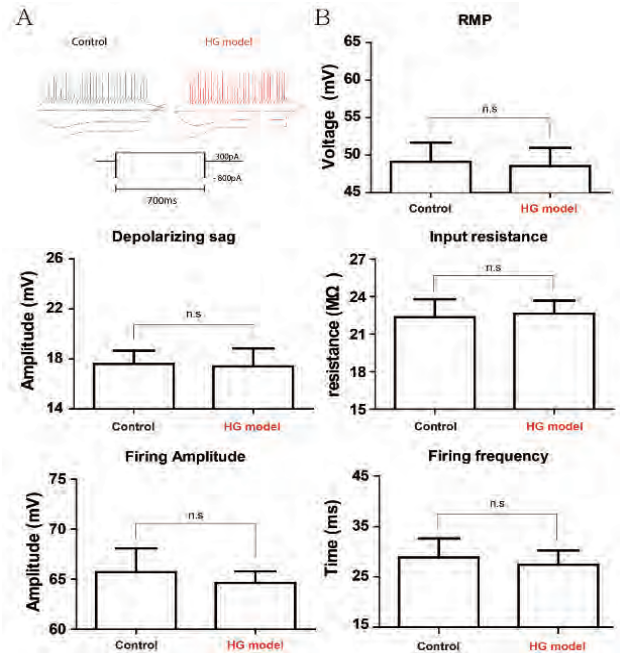 A
Control
HG model
300pA
- 800pA
700ms
B
RMP
Voltage (mV)
65
60
55
50
45
n.s
Control
HG model
Depolarizing sag
Amplitude (mV)
26
22
18
14
n.s
Control
HG model
Input resistance
resistance (MΩ)
27
24
21
18
15
n.s
Control
HG model
Firing Amplitude
Amplitude (mV)
75
70
65
60
n.s
Control
HG model
Firing frequency
Time (ms)
45
35
25
15
n.s
Control
HG model